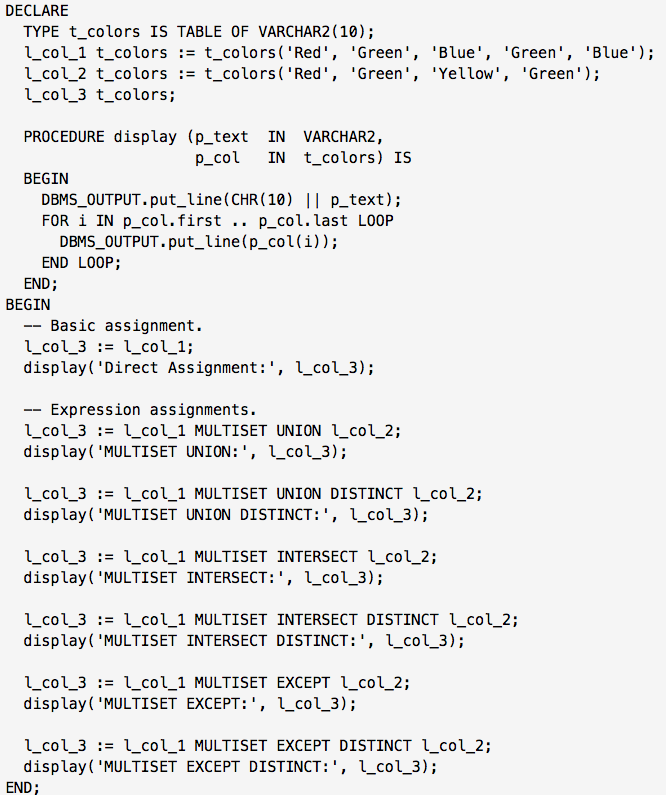 DECLARE
  TYPE t_colors IS TABLE OF VARCHAR2(10);
  l_col_1 t_colors := t_colors('Red', 'Green', 'Blue', 'Green', 'Blue');
  l_col_2 t_colors := t_colors('Red', 'Green', 'Yellow', 'Green');
  l_col_3 t_colors;

  PROCEDURE display (p_text  IN  VARCHAR2,
                     p_col   IN  t_colors) IS
  BEGIN
    DBMS_OUTPUT.put_line(CHR(10) || p_text);
    FOR i IN p_col.first .. p_col.last LOOP
      DBMS_OUTPUT.put_line(p_col(i));
    END LOOP;
  END;
BEGIN
  -- Basic assignment.
  l_col_3 := l_col_1;
  display('Direct Assignment:', l_col_3);

  -- Expression assignments.
  l_col_3 := l_col_1 MULTISET UNION l_col_2;
  display('MULTISET UNION:', l_col_3);

  l_col_3 := l_col_1 MULTISET UNION DISTINCT l_col_2;
  display('MULTISET UNION DISTINCT:', l_col_3);

  l_col_3 := l_col_1 MULTISET INTERSECT l_col_2;
  display('MULTISET INTERSECT:', l_col_3);

  l_col_3 := l_col_1 MULTISET INTERSECT DISTINCT l_col_2;
  display('MULTISET INTERSECT DISTINCT:', l_col_3);

  l_col_3 := l_col_1 MULTISET EXCEPT l_col_2;
  display('MULTISET EXCEPT:', l_col_3);

  l_col_3 := l_col_1 MULTISET EXCEPT DISTINCT l_col_2;
  display('MULTISET EXCEPT DISTINCT:', l_col_3);
END;